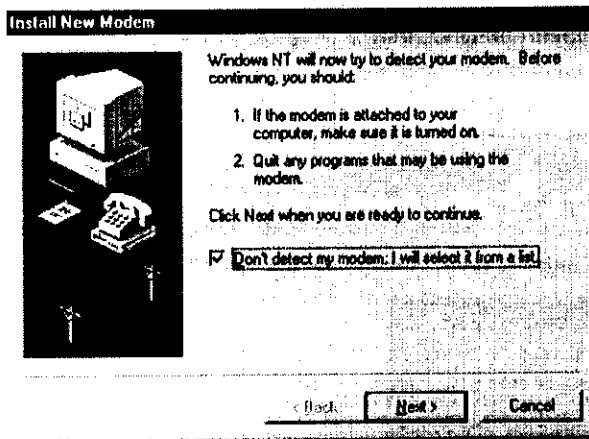 Install New Modem
Windows NT will now try to detect your modem. Before
continuing, you should:
1. If the modem is attached to your
computer, make sure it is turned on.
2. Quit any programs that may be using the
modem.
Click Next when you are ready to continue.
Don't detect my modem; I will select it from a list.
< Back
Next >
Cancel